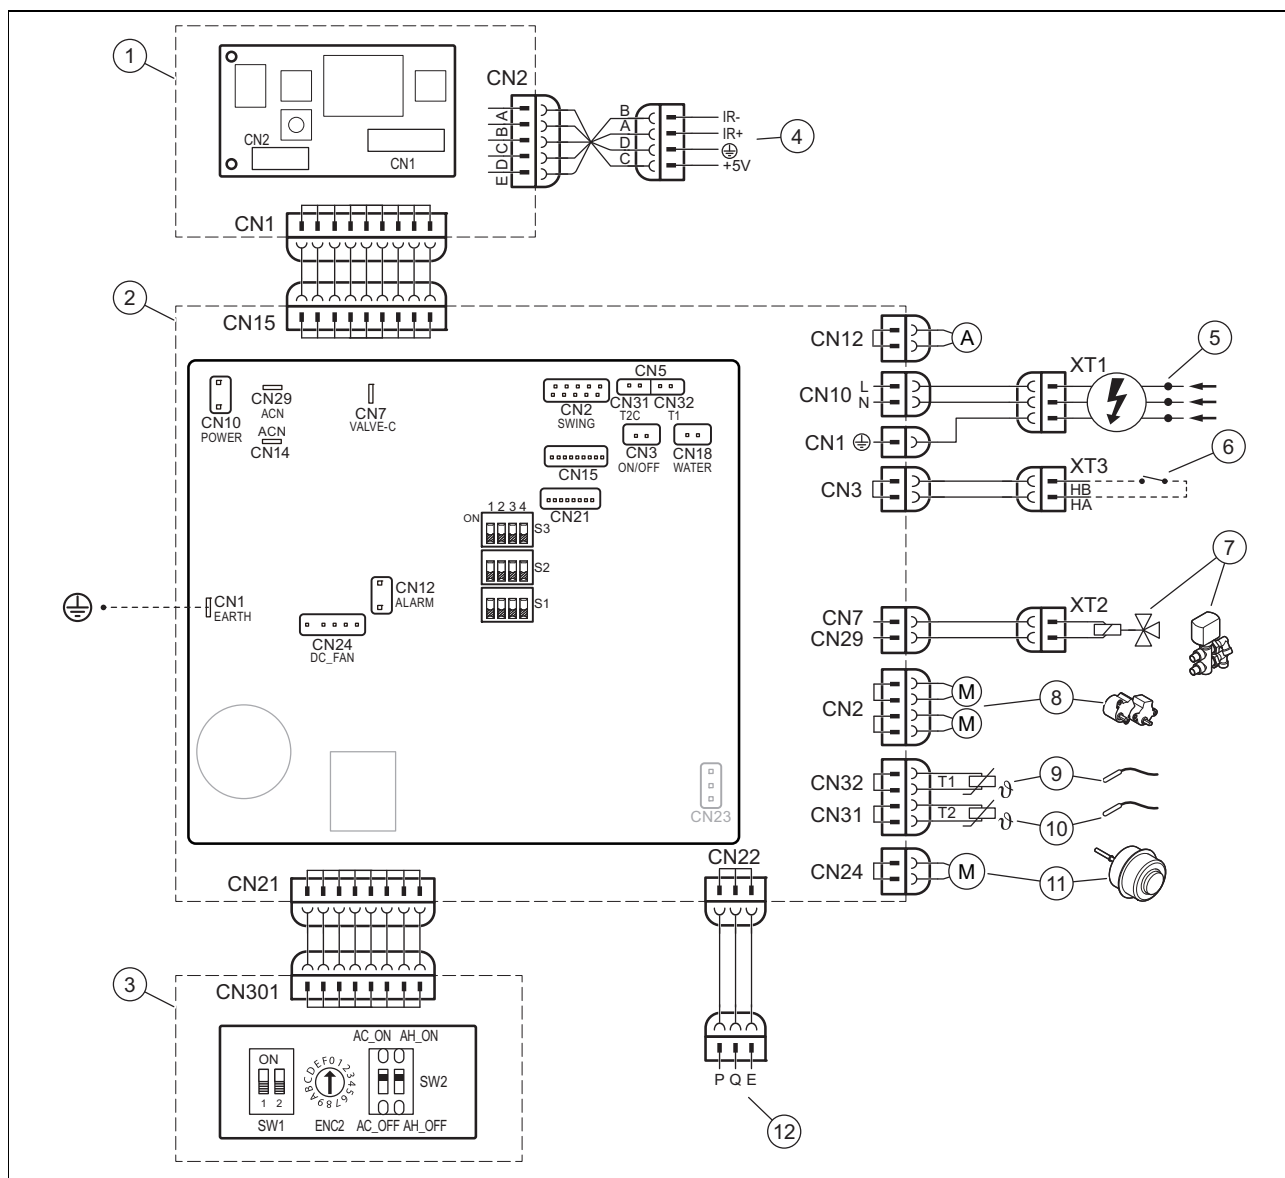 1
CN2
A
B
C
D
E
B
A
D
C
IR-
IR+
+5V
4
CN2
CN1
CN1
2
CN15
CN12
A
5
XT1
CN10
L
N
CN1
6
XT3
CN3
HB
HA
CN10
POWER
CN29
ACN
ACN
CN14
CN7
VALVE-C
CN2
SWING
CN5
CN31
CN32
T2C
T1
CN3
ON/OFF
CN18
WATER
CN15
CN21
1 2 3 4
ON
S3
S2
S1
CN1
EARTH
CN12
ALARM
CN24
DC_FAN
CN23
7
CN7
CN29
XT2
CN2
M
M
8
CN32
T1
ϑ
9
CN31
T2
ϑ
10
CN24
M
11
CN22
CN21
3
CN301
P Q E
12
AC_ON AH_ON
ON
1 2
SW1
0123456789ABCDEF
ENC2
SW2
AC_OFF AH_OFF